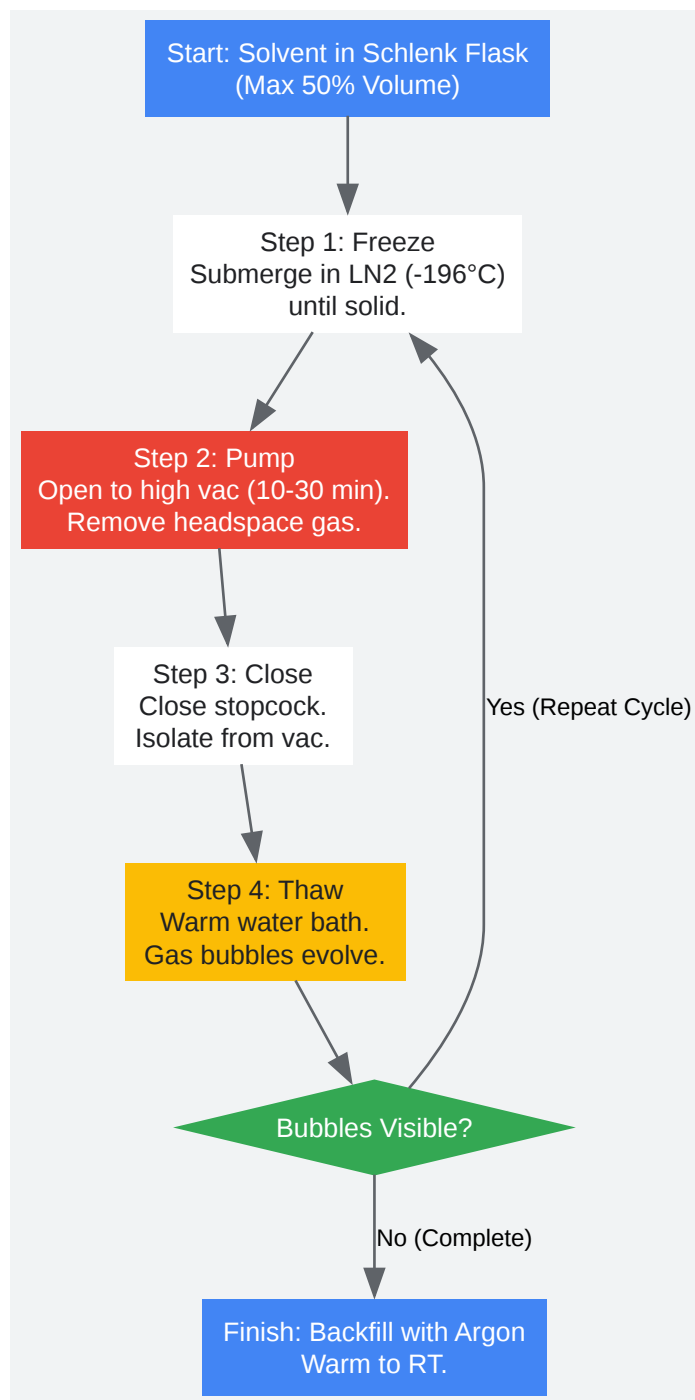 Start: Solvent in Schlenk Flask
(Max 50% Volume)
Step 1: Freeze
Submerge in LN2 (-196°C)
until solid.
Step 2: Pump
Open to high vac (10-30 min).
Remove headspace gas.
Step 3: Close
Close stopcock.
Isolate from vac.
Yes (Repeat Cycle)
Step 4: Thaw
Warm water bath.
Gas bubbles evolve.
Bubbles Visible?
No (Complete)
Finish: Backfill with Argon
Warm to RT.